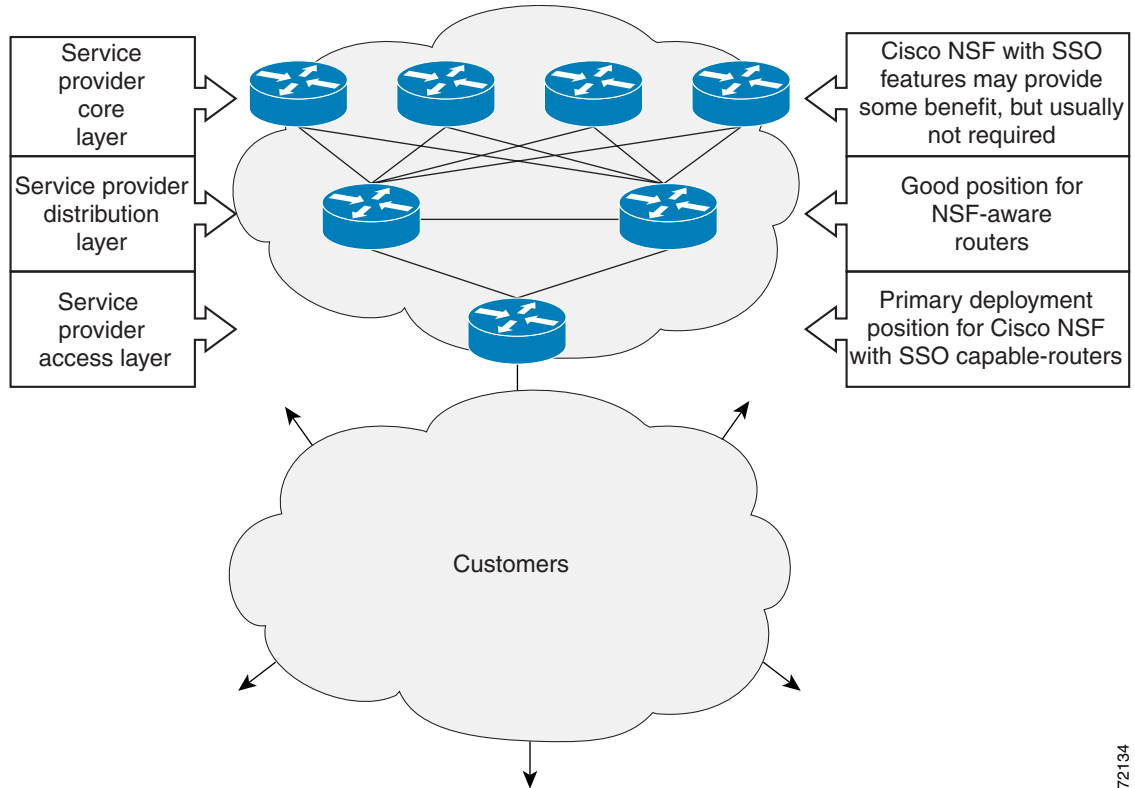 Service
provider
core
layer
Cisco NSF with SSO
features may provide
some benefit, but usually
not required
Service provider
distribution
layer
Good position for
NSF-aware
routers
Service
provider
access layer
Primary deployment
position for Cisco NSF
with SSO capable-routers
Customers
72134